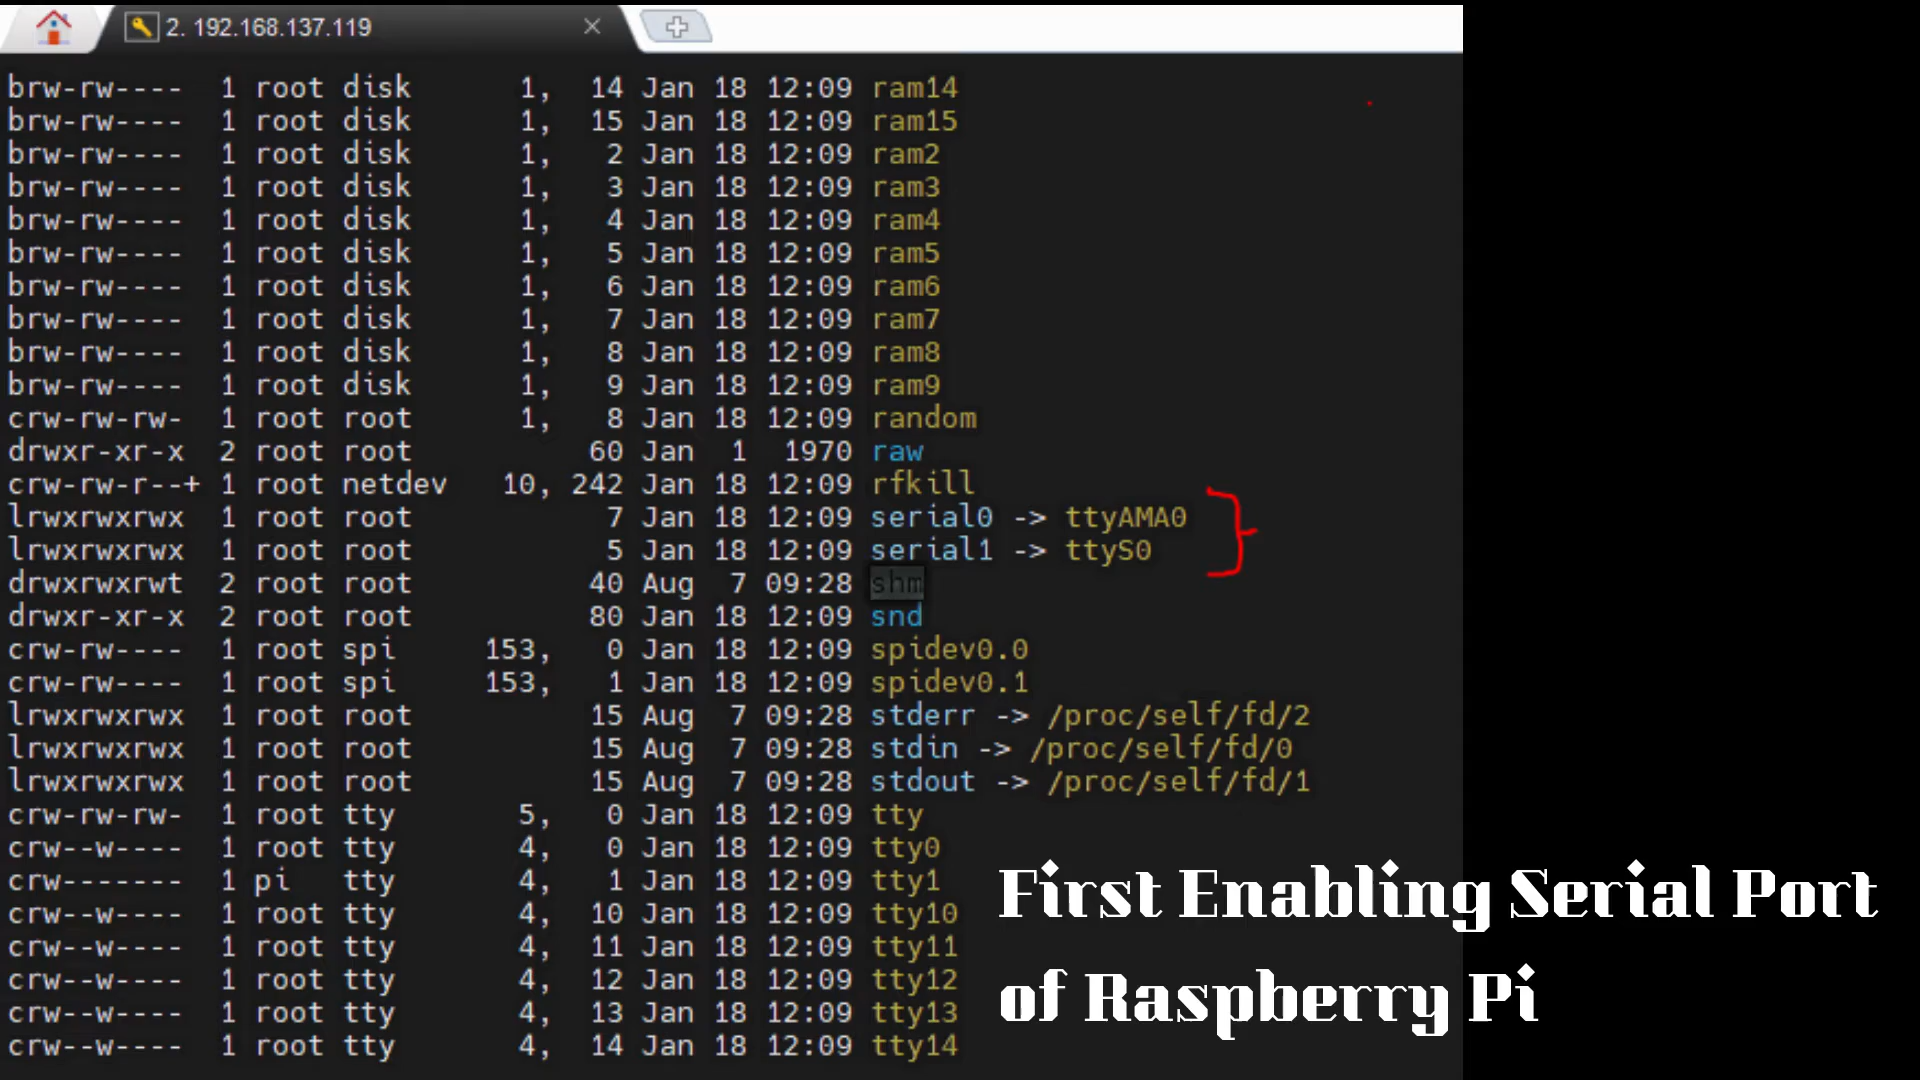 2. 192.168.137.119
brw-rw---- 1 root disk 1, 14 Jan 18 12:09 ram14
brw-rw---- 1 root disk 1, 15 Jan 18 12:09 ram15
brw-rw---- 1 root disk 1, 2 Jan 18 12:09 ram2
brw-rw---- 1 root disk 1, 3 Jan 18 12:09 ram3
brw-rw---- 1 root disk 1, 4 Jan 18 12:09 ram4
brw-rw---- 1 root disk 1, 5 Jan 18 12:09 ram5
brw-rw---- 1 root disk 1, 6 Jan 18 12:09 ram6
brw-rw---- 1 root disk 1, 7 Jan 18 12:09 ram7
brw-rw---- 1 root disk 1, 8 Jan 18 12:09 ram8
brw-rw---- 1 root disk 1, 9 Jan 18 12:09 ram9
crw-rw-rw- 1 root root 1, 8 Jan 18 12:09 random
drwxr-xr-x 2 root root 60 Jan 1 1970 raw
crw-rw-r--+ 1 root netdev 10, 242 Jan 18 12:09 rfkill
lrwxrwxrwx 1 root root 7 Jan 18 12:09 serial0 -> ttyAMA0
lrwxrwxrwx 1 root root 5 Jan 18 12:09 serial1 -> ttyS0
drwxrwxrwt 2 root root 40 Aug 7 09:28 shm
drwxr-xr-x 2 root root 80 Jan 18 12:09 snd
crw-rw---- 1 root spi 153, 0 Jan 18 12:09 spidev0.0
crw-rw---- 1 root spi 153, 1 Jan 18 12:09 spidev0.1
lrwxrwxrwx 1 root root 15 Aug 7 09:28 stderr -> /proc/self/fd/2
lrwxrwxrwx 1 root root 15 Aug 7 09:28 stdin -> /proc/self/fd/0
lrwxrwxrwx 1 root root 15 Aug 7 09:28 stdout -> /proc/self/fd/1
crw-rw-rw- 1 root tty 5, 0 Jan 18 12:09 tty
crw--w---- 1 root tty 4, 0 Jan 18 12:09 tty0
crw------- 1 pi tty 4, 1 Jan 18 12:09 tty1
crw--w---- 1 root tty 4, 10 Jan 18 12:09 tty10
crw--w---- 1 root tty 4, 11 Jan 18 12:09 tty11
crw--w---- 1 root tty 4, 12 Jan 18 12:09 tty12
crw--w---- 1 root tty 4, 13 Jan 18 12:09 tty13
crw--w---- 1 root tty 4, 14 Jan 18 12:09 tty14
First Enabling Serial Port
of Raspberry Pi